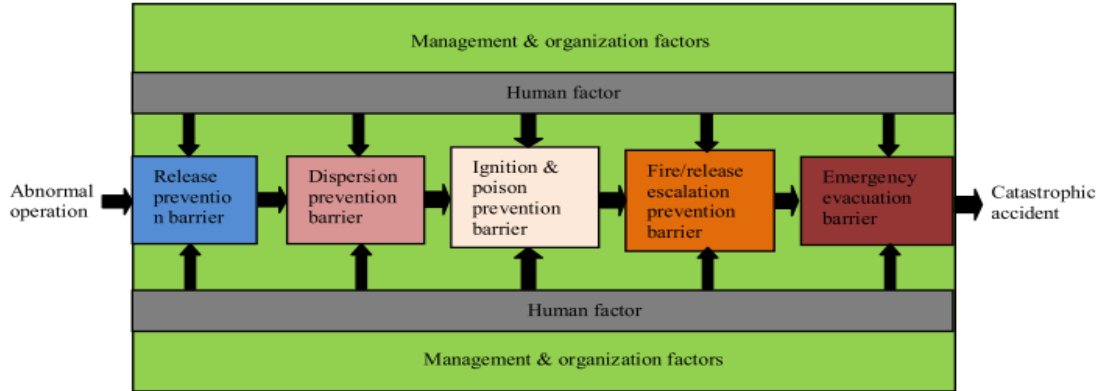 Management & organization factors
Human factor
Abnormal
operation
Release
preventio
n barrier
Dispersion
prevention
barrier
Ignition &
poison
prevention
barrier
Fire/release
escalation
prevention
barrier
Emergency
evacuation
barrier
Catastrophic
accident
Human factor
Management & organization factors